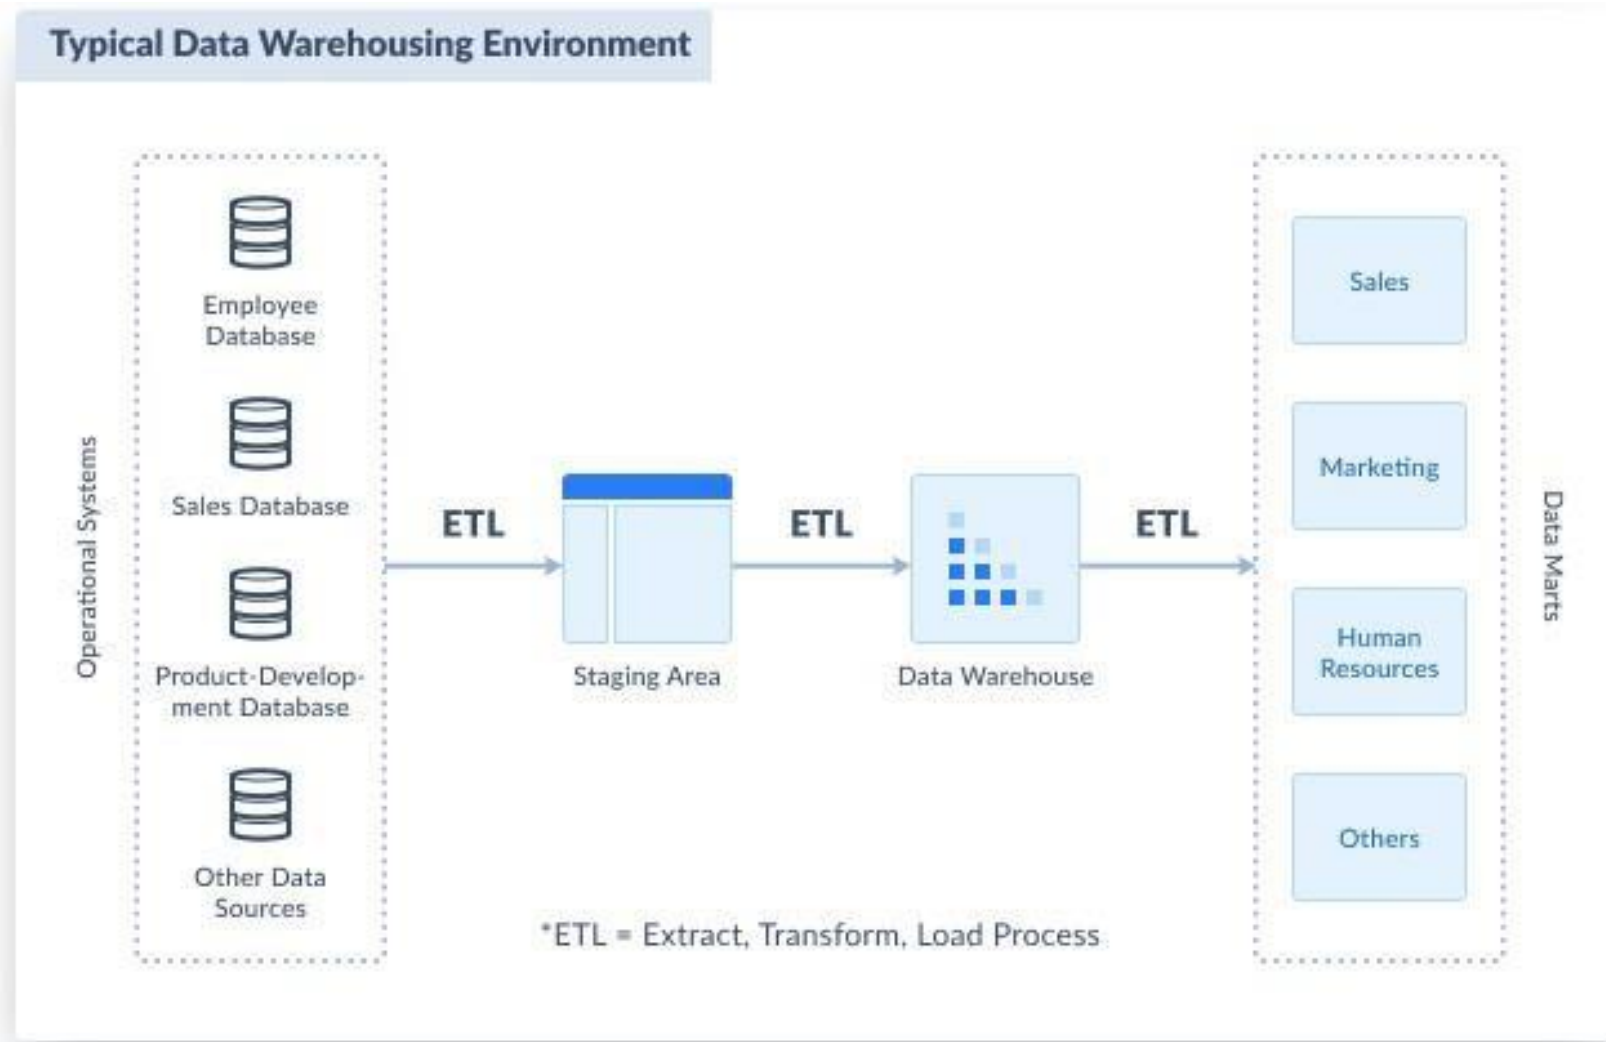 Typical Data Warehousing Environment
Operational Systems
Employee
Database
Sales Database
Product-Develop-
ment Database
Other Data
Sources
ETL
Staging Area
ETL
Data Warehouse
ETL
Sales
Marketing
Human
Resources
Others
Data Marts
*ETL = Extract, Transform, Load Process